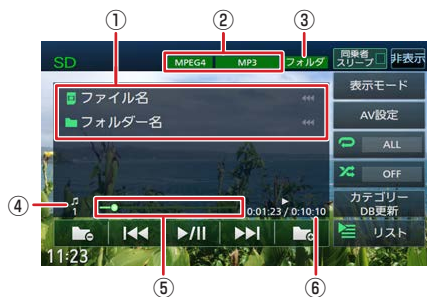 ① ② ③
SD MPEG4 MP3 フォルダ 同乗者スリープ 非表示
ファイル名
フォルダー名
表示モード
AV設定
ALL
OFF
カテゴリー
DB更新
リスト
④ 1 0:01:23 / 0:10:10
11:23
⑤ ⑥